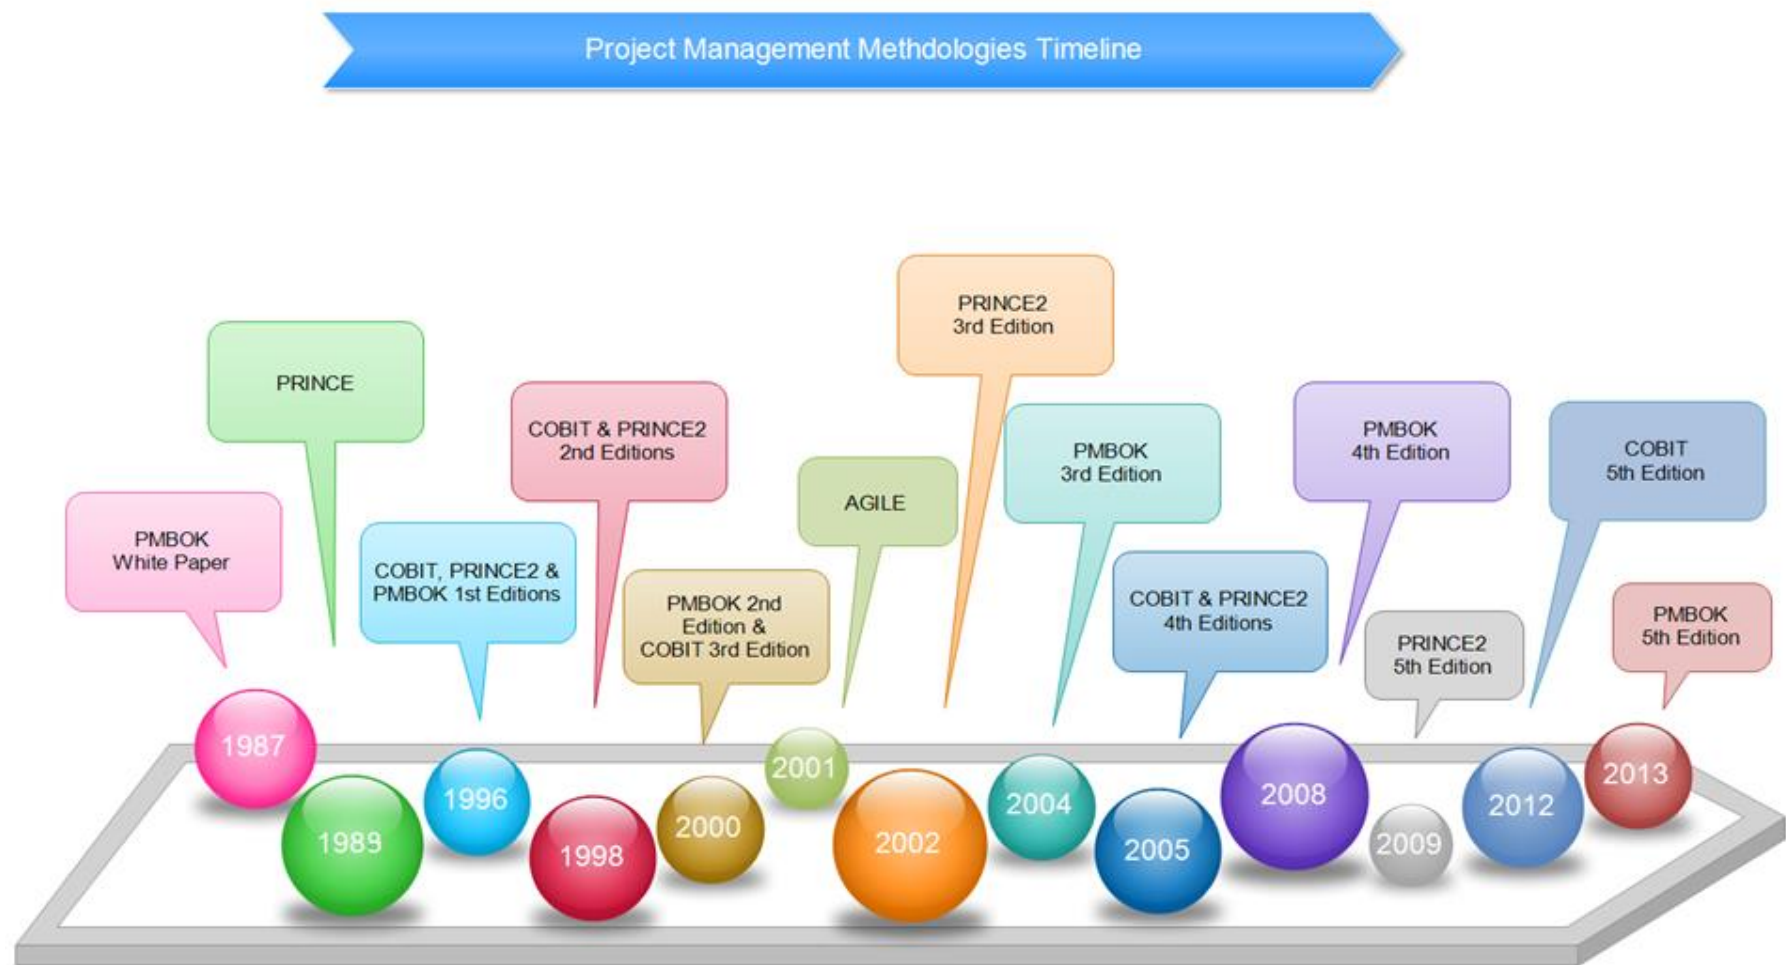 Project Management Methdologies Timeline
PMBOK
White Paper
PRINCE
COBIT, PRINCE2 &
PMBOK 1st Editions
COBIT & PRINCE2
2nd Editions
PMBOK 2nd
Edition &
COBIT 3rd Edition
AGILE
PRINCE2
3rd Edition
PMBOK
3rd Edition
COBIT & PRINCE2
4th Editions
PMBOK
4th Edition
PRINCE2
5th Edition
COBIT
5th Edition
PMBOK
5th Edition
1987
1996
1998
2000
2001
2002
2004
2005
2008
2009
2012
2013